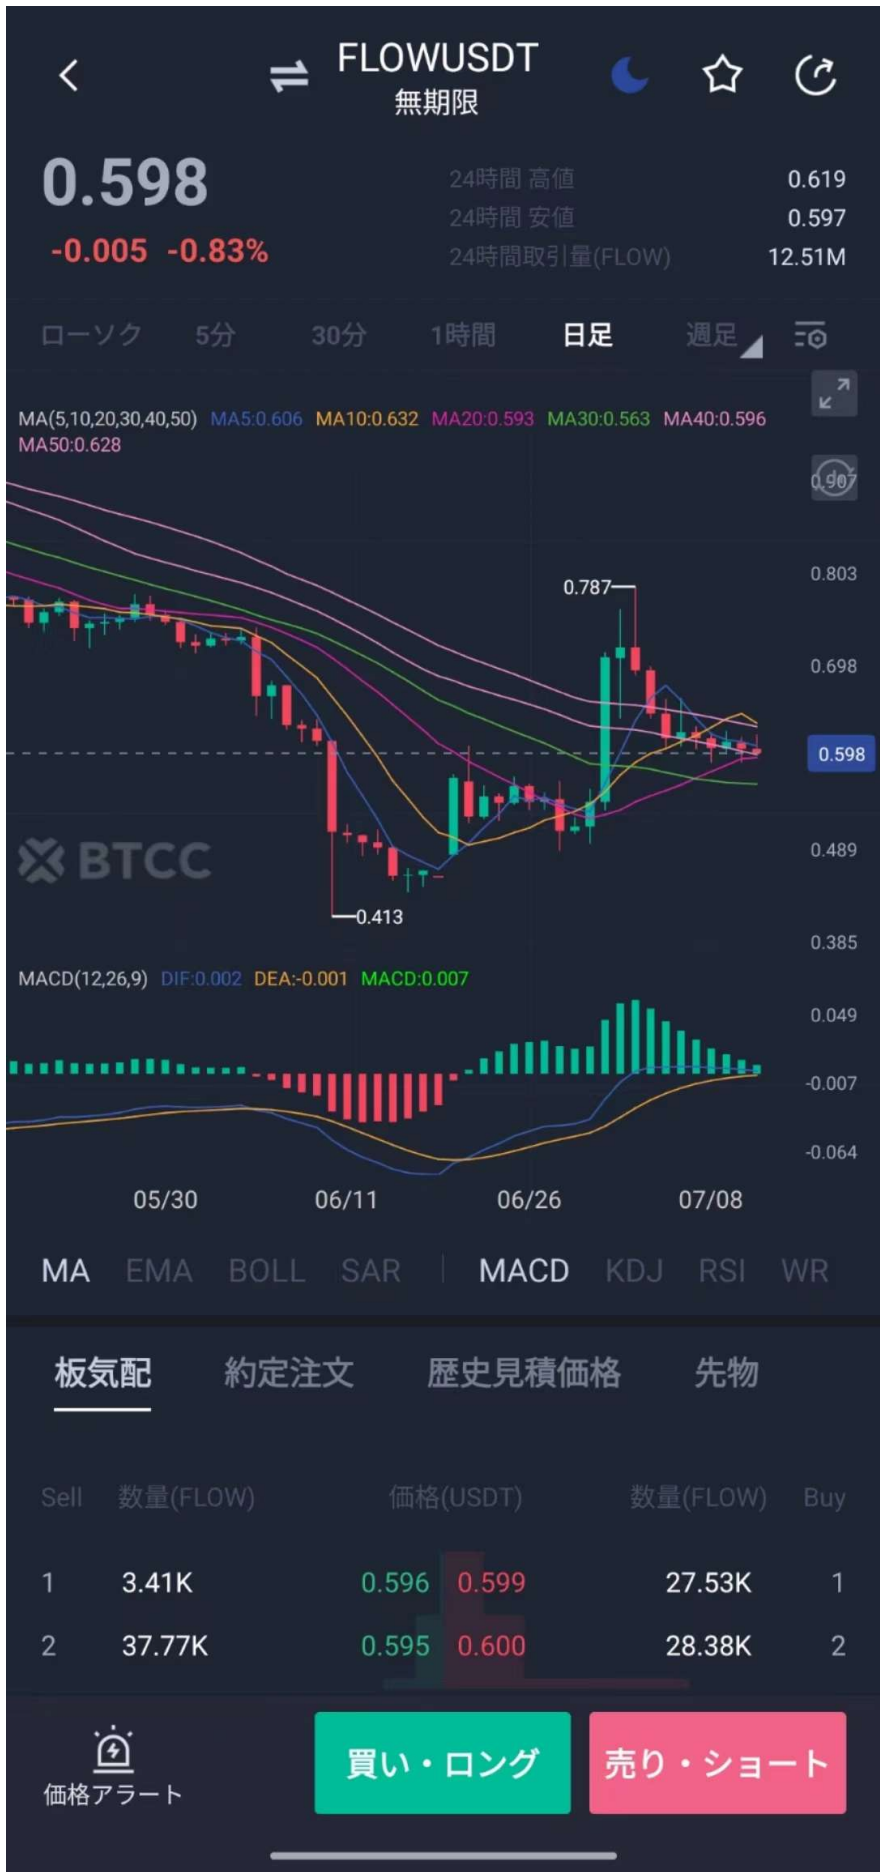 FLOWUSDT
無期限
0.598
-0.005 -0.83%
24時間 高値 0.619
24時間 安値 0.597
24時間取引量(FLOW) 12.51M
ローソク 5分 30分 1時間 日足 週足
MA(5,10,20,30,40,50) MA5:0.606 MA10:0.632 MA20:0.593 MA30:0.563 MA40:0.596
MA50:0.628
0.907
0.803
0.787
0.698
0.598
BTCC
0.489
0.413
0.385
MACD(12,26,9) DIF:0.002 DEA:-0.001 MACD:0.007
0.049
-0.007
-0.064
05/30 06/11 06/26 07/08
MA EMA BOLL SAR MACD KDJ RSI WR
板気配 約定注文 歴史見積価格 先物
Sell 数量(FLOW) 価格(USDT) 数量(FLOW) Buy
1 3.41K 0.596 0.599 27.53K 1
2 37.77K 0.595 0.600 28.38K 2
価格アラート
買い・ロング
売り・ショート